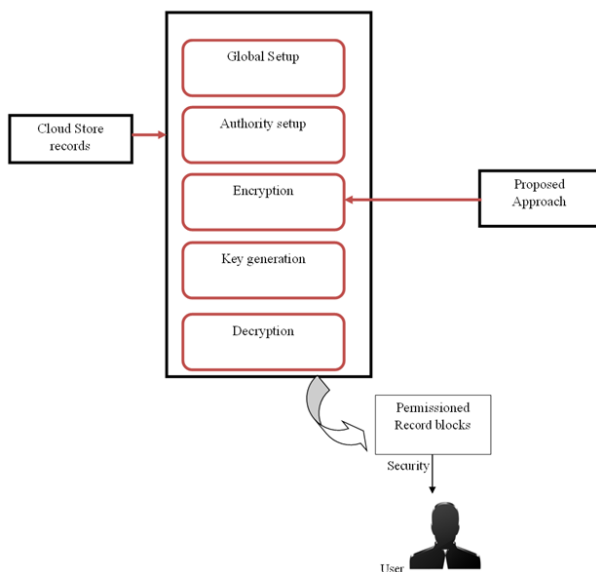 Global Setup
Authority setup
Cloud Store
records
Encryption
Proposed
Approach
Key generation
Decryption
Permissioned
Record blocks
Security
User